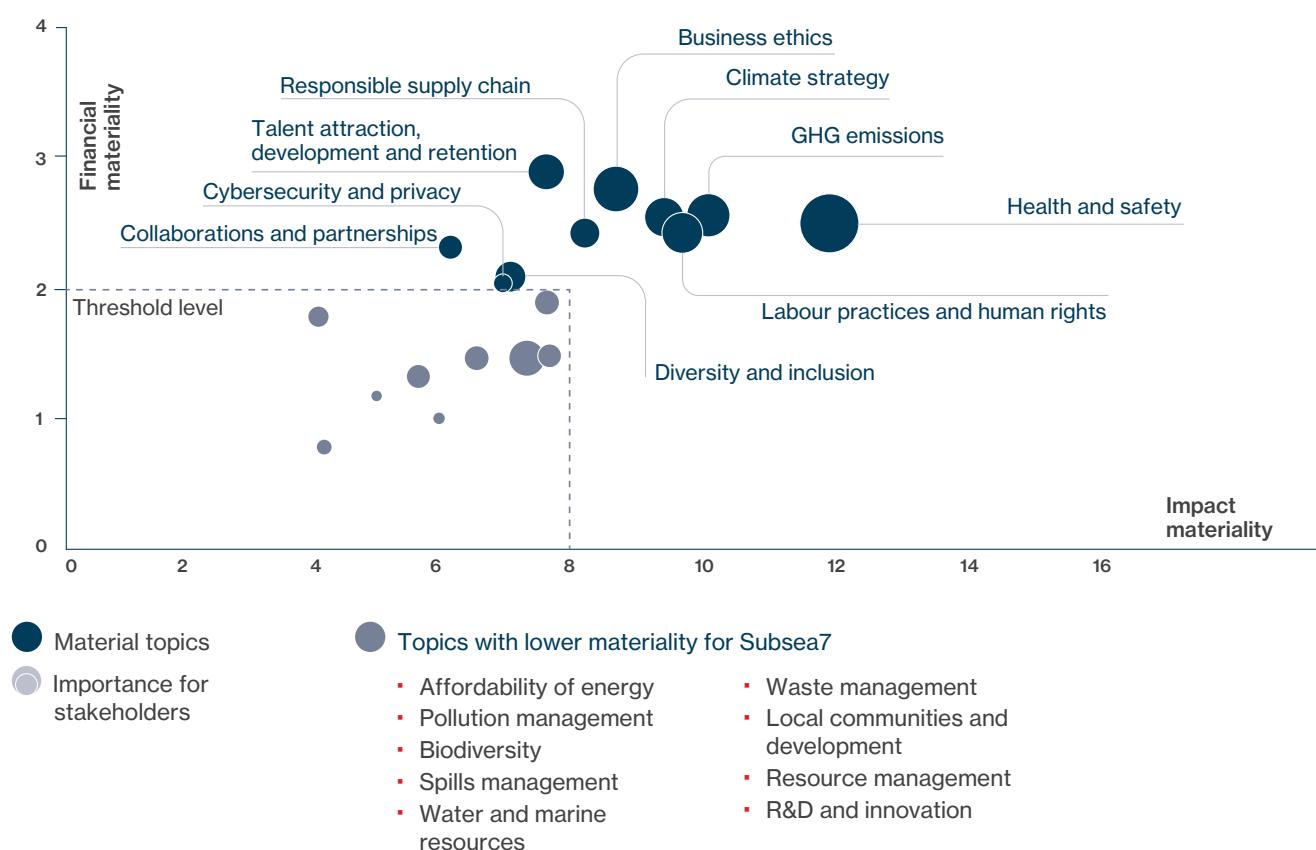 4
Financial
materiality
Business ethics
Climate strategy
Responsible supply chain
Talent attraction,
development and retention
GHG emissions
3
Cybersecurity and privacy
Health and safety
Collaborations and partnerships
2
Threshold level
Labour practices and human rights
Diversity and inclusion
1
Impact
materiality
0
0 2 4 6 8 10 12 14 16
Material topics
Importance for
stakeholders
Topics with lower materiality for Subsea7
▪ Affordability of energy
▪ Pollution management
▪ Biodiversity
▪ Spills management
▪ Water and marine
resources
▪ Waste management
▪ Local communities and
development
▪ Resource management
▪ R&D and innovation